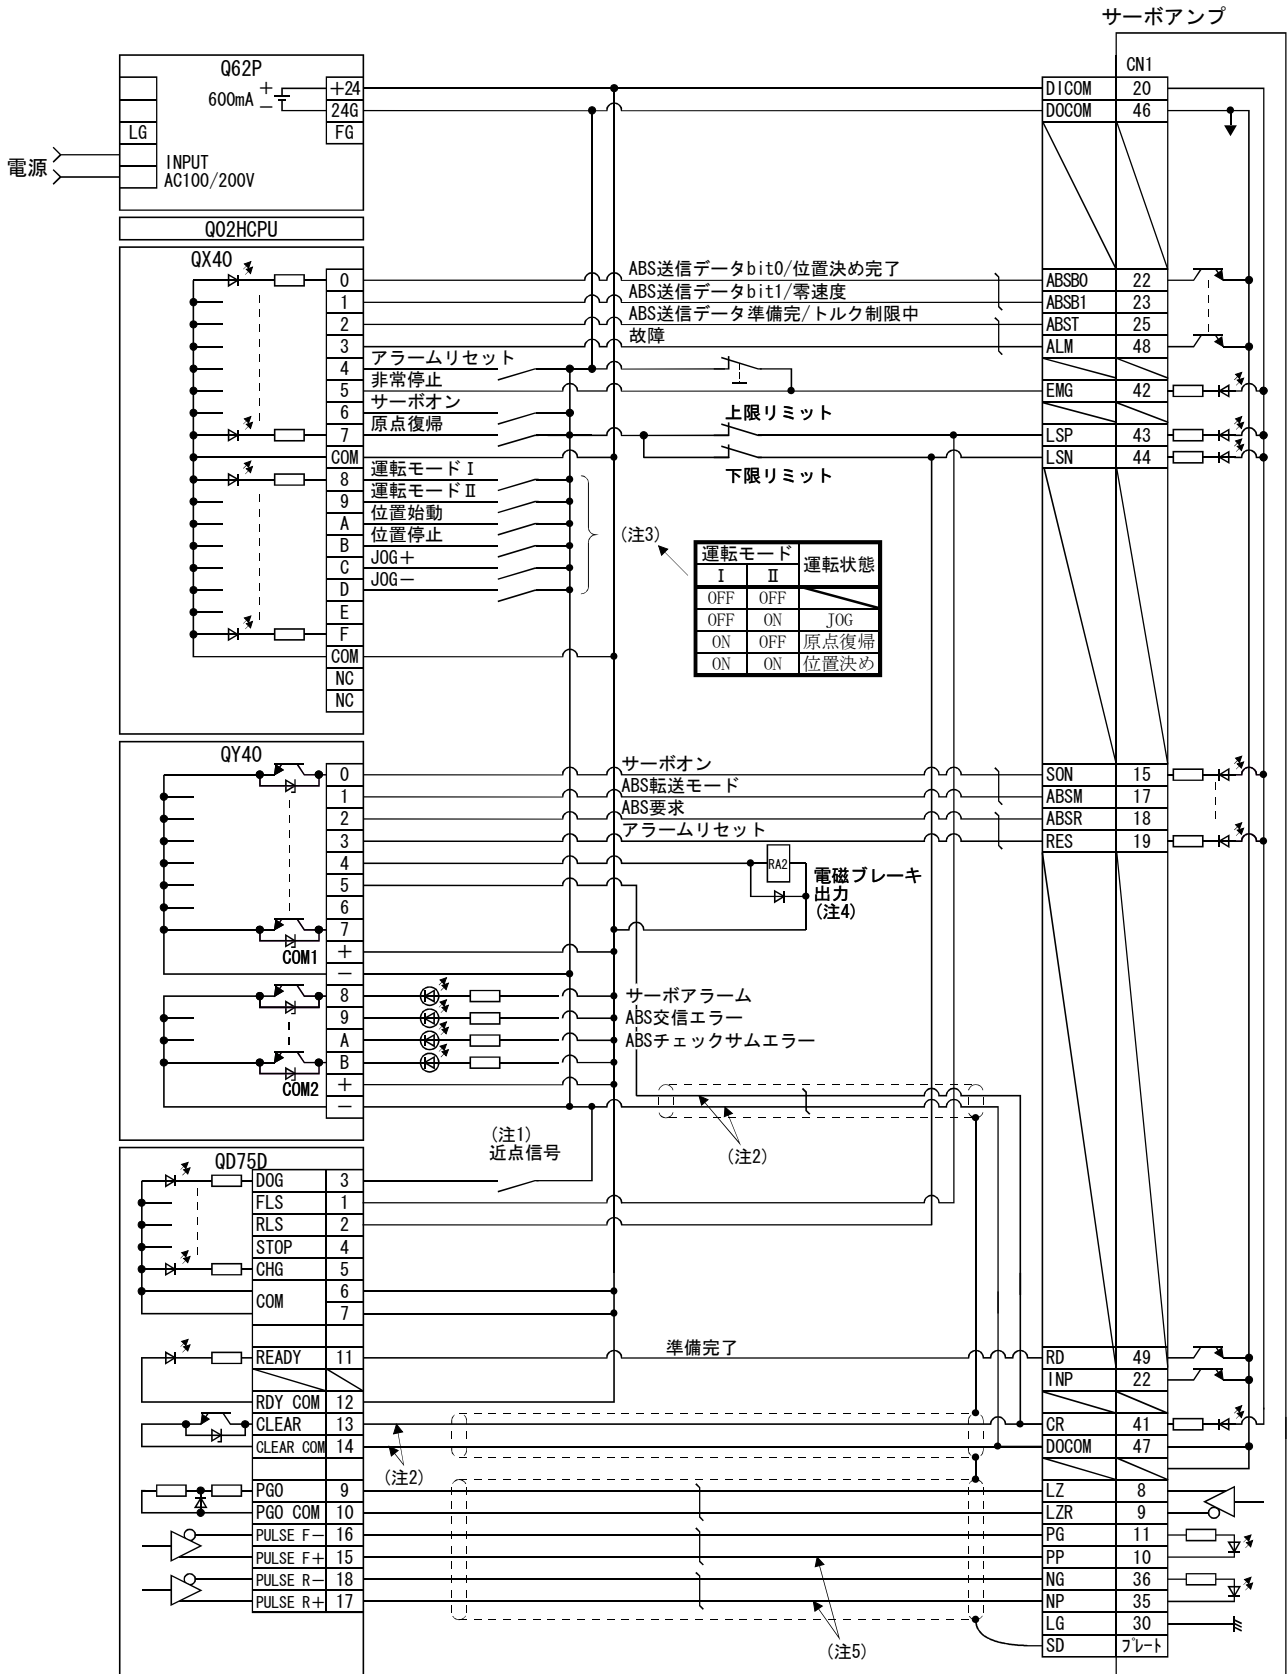 サーボアンプ
Q62P
CN1
+
600mA
−
+24
24G
FG
LG
電源
INPUT
AC100/200V
DICOM 20
DOCOM 46
Q02HCPU
QX40
0 ABS送信データbit0/位置決め完了 ABSB0 22
1 ABS送信データbit1/零速度 ABSB1 23
2 ABS送信データ準備完/トルク制限中 ABST 25
3 故障 ALM 48
4 アラームリセット
5 非常停止 EMG 42
6 サーボオン
7 原点復帰 上限リミット LSP 43
COM LSN 44
下限リミット
8 運転モードⅠ
9 運転モードⅡ
A 位置始動
B 位置停止
C JOG+
D JOG−
E
F
COM
NC
NC
(注3)
運転モード 運転状態
Ⅰ Ⅱ
OFF OFF
OFF ON JOG
ON OFF 原点復帰
ON ON 位置決め
QY40
0 サーボオン SON 15
1 ABS転送モード ABSM 17
2 ABS要求 ABSR 18
3 アラームリセット RES 19
4 RA2
電磁ブレーキ
出力
(注4)
5
6
7
COM1
+
−
8 サーボアラーム
9 ABS交信エラー
A ABSチェックサムエラー
B
COM2
+
−
(注2)
(注1)
近点信号
QD75D
DOG 3
FLS 1
RLS 2
STOP 4
CHG 5
COM 6
7
READY 11 準備完了 RD 49
INP 22
RDY COM 12
CLEAR 13 CR 41
CLEAR COM 14 DOCOM 47
(注2)
PGO 9 LZ 8
PGO COM 10 LZR 9
PULSE F− 16 PG 11
PULSE F+ 15 PP 10
PULSE R− 18 NG 36
PULSE R+ 17 NP 35
LG 30
(注5)
SD プレート